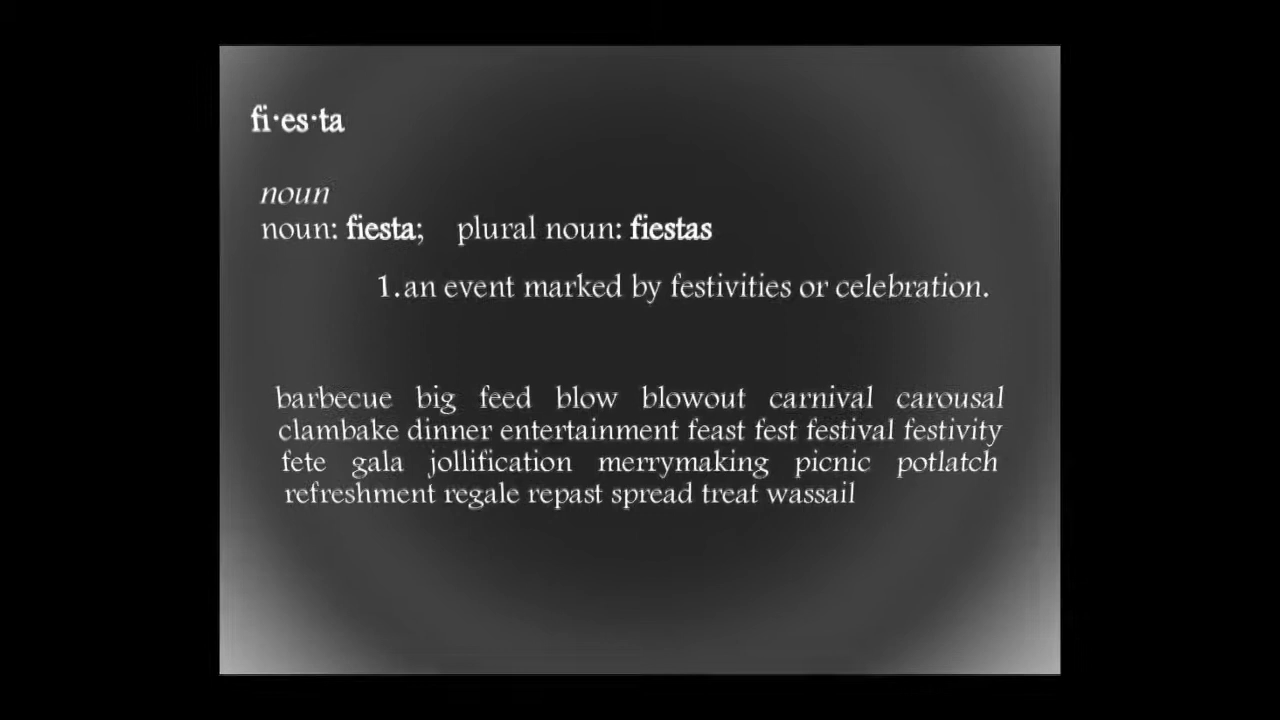 fi·es·ta
noun
noun: fiesta; plural noun: fiestas
1. an event marked by festivities or celebration.
barbecue big feed blow blowout carnival carousal
clambake dinner entertainment feast fest festival festivity
fete gala jollification merrymaking picnic potlatch
refreshment regale repast spread treat wassail